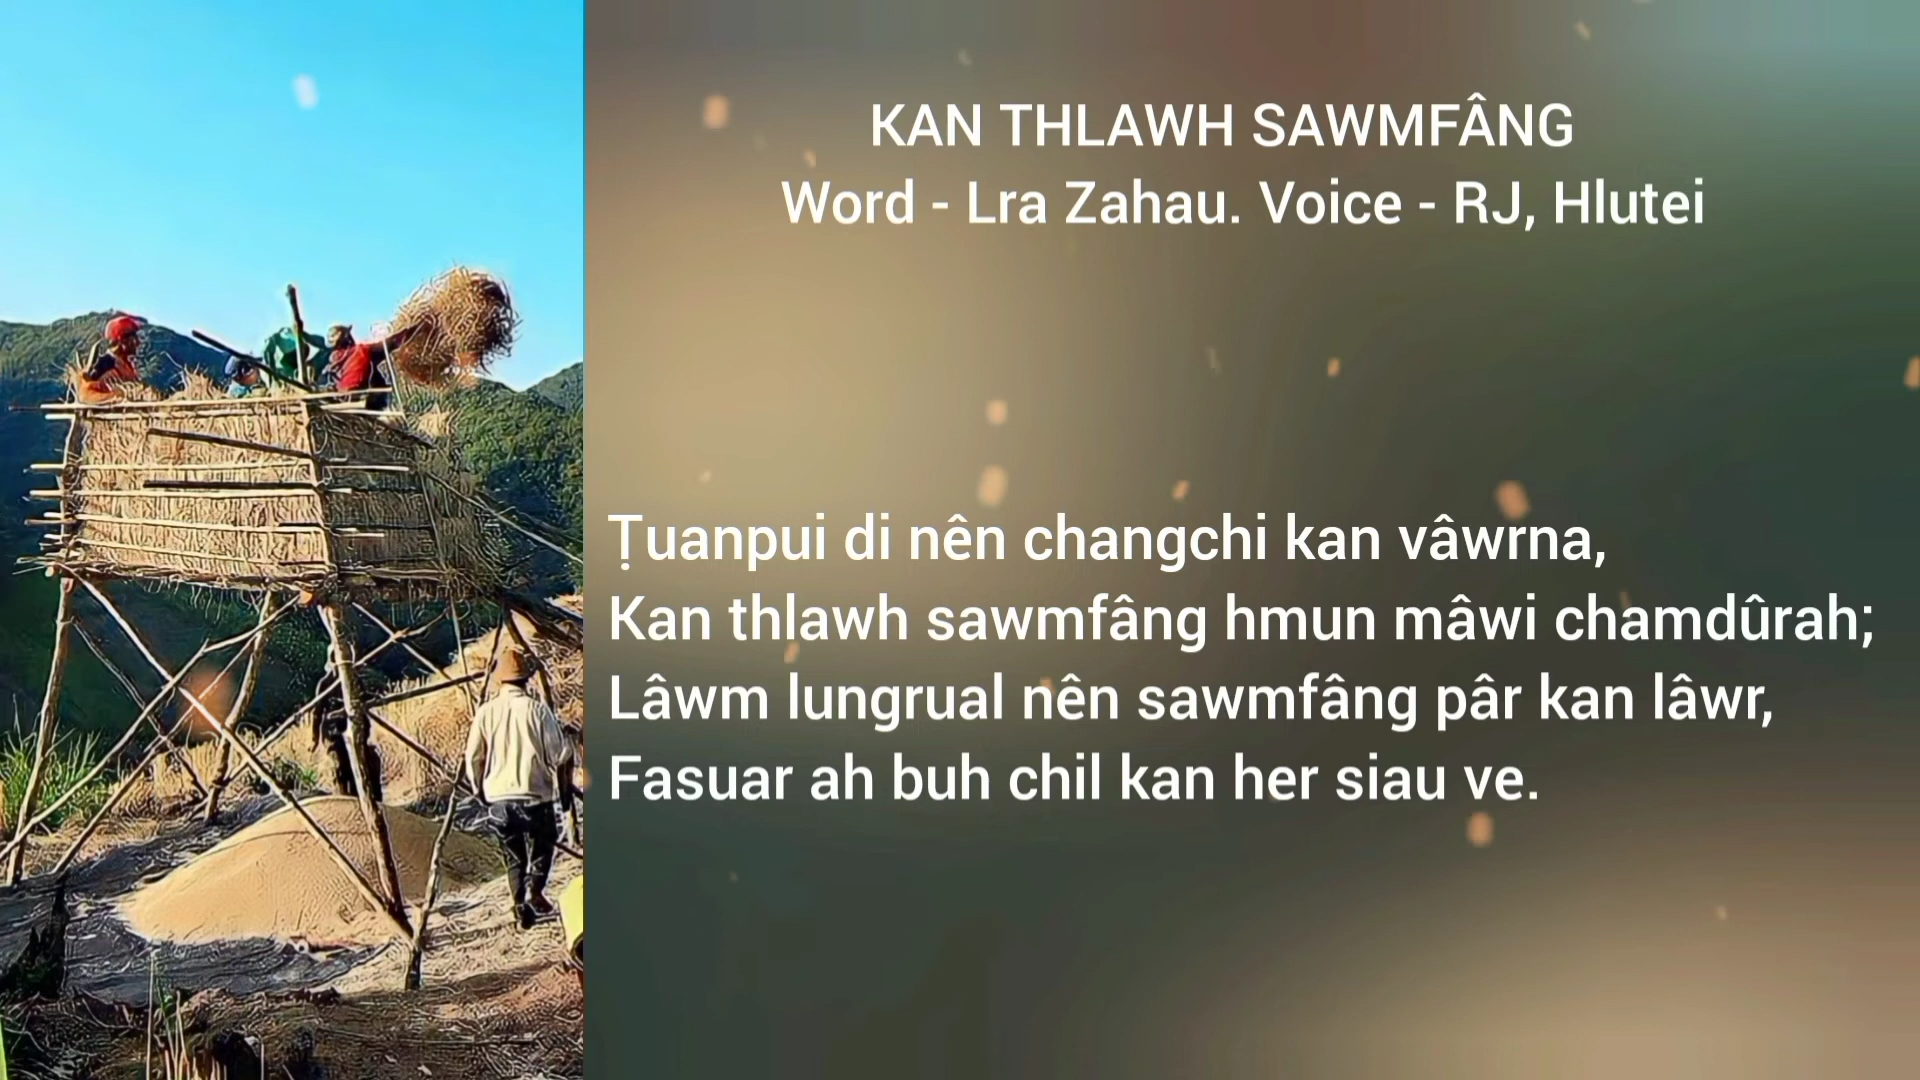 KAN THLAWH SAWMFÂNG
Word - Lra Zahau. Voice - RJ, Hlutei
Ṭuanpui di nên changchi kan vâwrna,
Kan thlawh sawmfâng hmun mâwi chamdûrah;
Lâwm lungrual nên sawmfâng pâr kan lâwr,
Fasuar ah buh chil kan her siau ve.